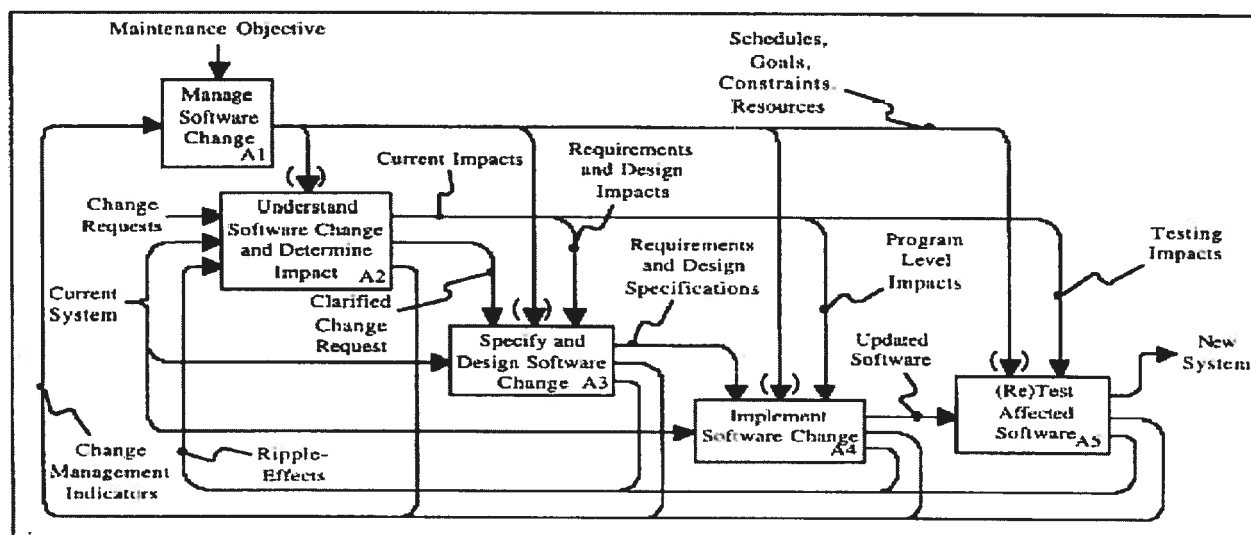 Maintenance Objective
Manage
Software
Change
A1
Schedules,
Goals,
Constraints,
Resources
Current Impacts
Requirements
and Design
Impacts
Change
Requests
Understand
Software Change
and Determine
Impact
A2
Requirements
and Design
Specifications
Program
Level
Impacts
Testing
Impacts
Current
System
Clarified
Change
Request
Specify and
Design Software
Change A3
Updated
Software
New
System
Implement
Software Change
A4
(Re)Test
Affected
Software
A5
Change
Management
Indicators
Ripple-
Effects